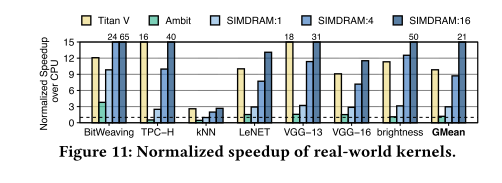 Titan V Ambit SIMDRAM:1 SIMDRAM:4 SIMDRAM:16
24 65 16 40 18 31 50 21
15
12
9
6
3
0
Normalized Speedup
over CPU
BitWeaving TPC-H kNN LeNET VGG-13 VGG-16 brightness GMean
Figure 11: Normalized speedup of real-world kernels.